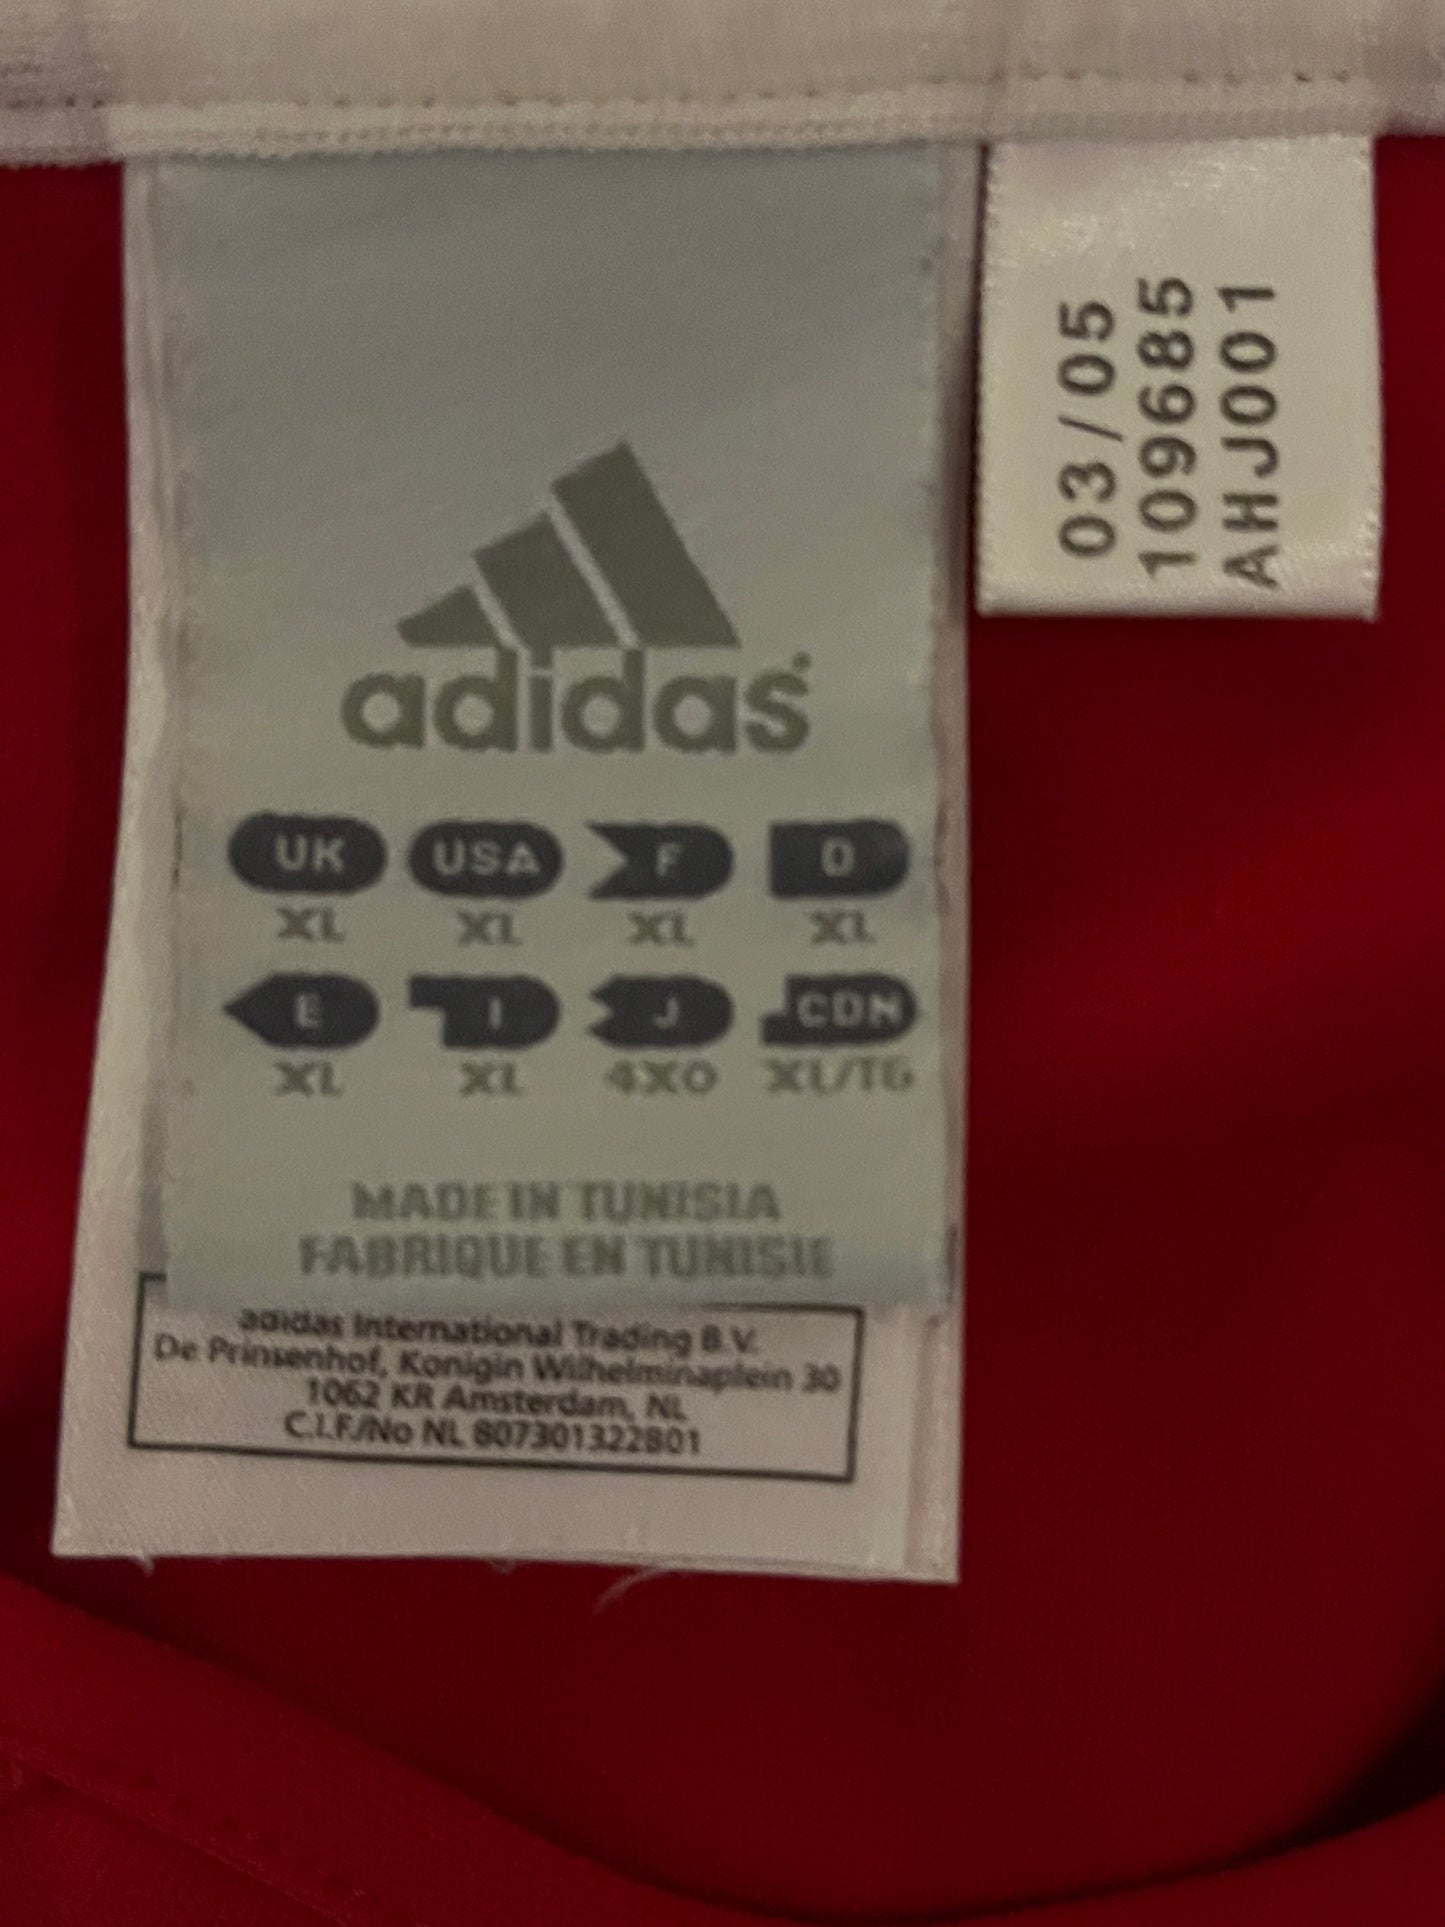 adidas
UK USA F D
XL XL XL XL
E I J CDN
XL XL 4XO XL/TG
MADE IN TUNISIA
FABRIQUE EN TUNISIE
adidas International Trading B.V.
De Prinsenhof, Konigin Wilhelminaplein 30
1062 KR Amsterdam, NL
C.I.F./No NL 807301322B01
03/05
109685
AHJ001